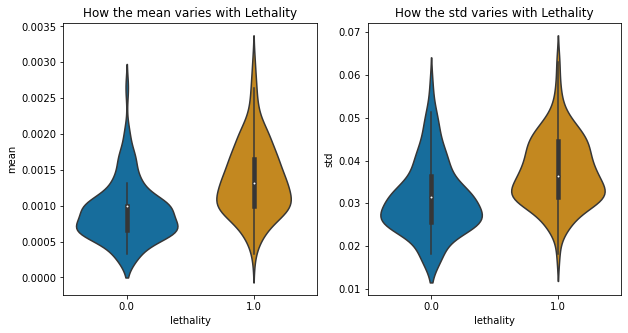 How the mean varies with Lethality
mean
0.0035
0.0030
0.0025
0.0020
0.0015
0.0010
0.0005
0.0000
0.0 1.0
lethality
How the std varies with Lethality
std
0.07
0.06
0.05
0.04
0.03
0.02
0.01
0.0 1.0
lethality